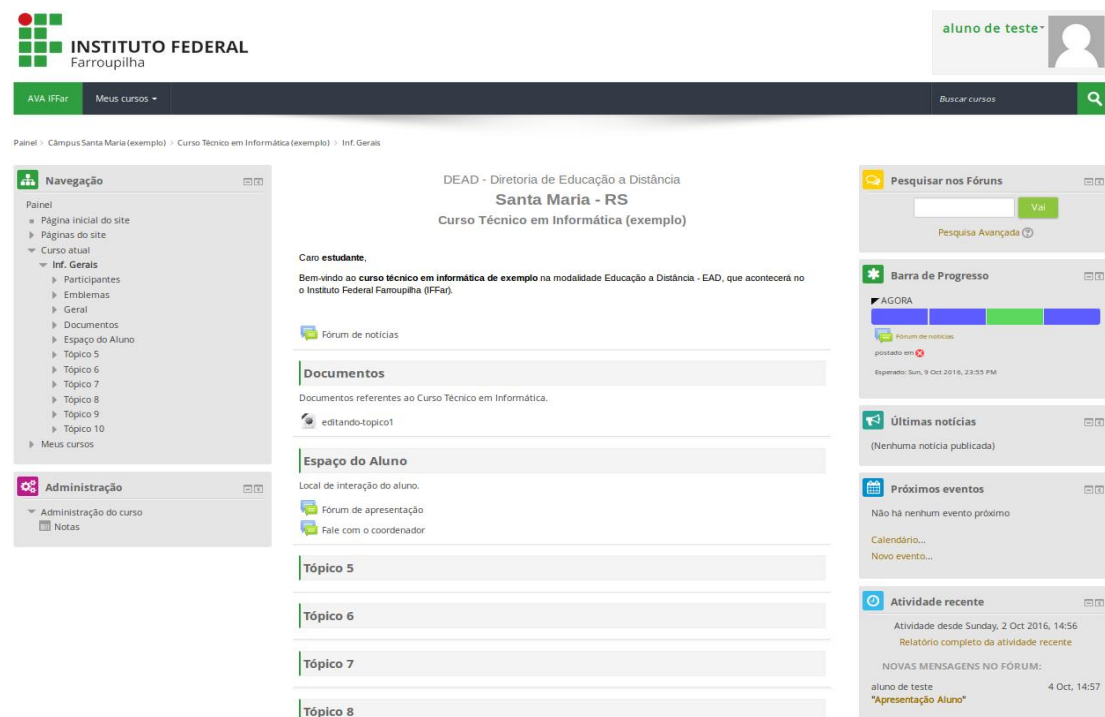 INSTITUTO FEDERAL
Farroupilha
aluno de teste
AVA IFFar
Meus cursos
Buscar cursos
Painel > Câmpus Santa Maria (exemplo) > Curso Técnico em Informática (exemplo) > Inf. Gerais
Navegação
Painel
Página inicial do site
Páginas do site
Curso atual
Inf. Gerais
Participantes
Emblemas
Geral
Documentos
Espaço do Aluno
Tópico 5
Tópico 6
Tópico 7
Tópico 8
Tópico 9
Tópico 10
Meus cursos
Administração
Administração do curso
Notas
DEAD - Diretoria de Educação a Distância
Santa Maria - RS
Curso Técnico em Informática (exemplo)
Caro estudante,
Bem-vindo ao curso técnico em informática de exemplo na modalidade Educação a Distância - EAD, que acontecerá no
o Instituto Federal Farroupilha (IFFar).
Fórum de notícias
Documentos
Documentos referentes ao Curso Técnico em Informática.
editando-topico1
Espaço do Aluno
Local de interação do aluno.
Fórum de apresentação
Fale com o coordenador
Tópico 5
Tópico 6
Tópico 7
Tópico 8
Pesquisar nos Fóruns
Vai
Pesquisa Avançada
Barra de Progresso
AGORA
Fórum de notícias
postado em
Esperado: Sun, 9 Oct 2016, 23:55 PM
Últimas notícias
(Nenhuma notícia publicada)
Próximos eventos
Não há nenhum evento próximo
Calendário...
Novo evento...
Atividade recente
Atividade desde Sunday, 2 Oct 2016, 14:56
Relatório completo da atividade recente
NOVAS MENSAGENS NO FÓRUM:
aluno de teste 4 Oct, 14:57
"Apresentação Aluno"